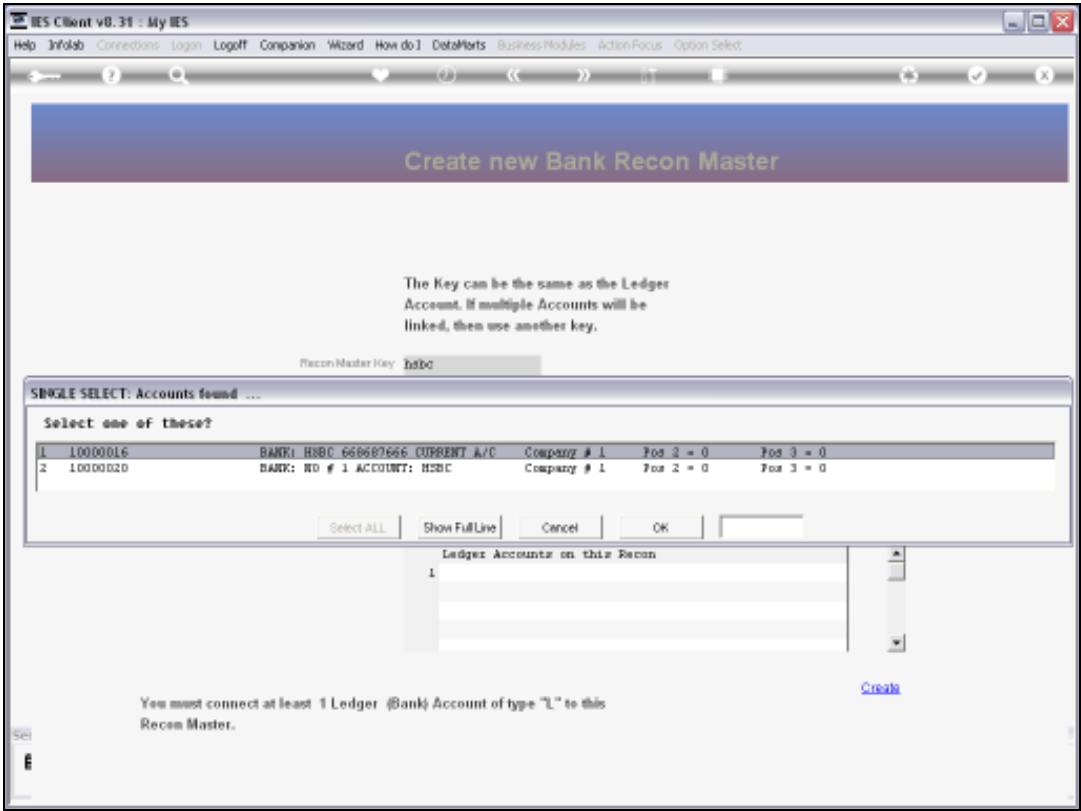 IES Client v0.31 : My IES
Help Infolab Connections Logon Logoff Companion Wizard How do I DataMarts Business Modules Action Focus Option Select
Create new Bank Recon Master
The Key can be the same as the Ledger
Account. If multiple Accounts will be
linked, then use another key.
Recon Master Key hsbc
SINGLE SELECT: Accounts found ...
Select one of these?
1 10000016 BANK: HSBC 668687666 CURRENT A/C Company # 1 Pos 2 = 0 Pos 3 = 0
2 10000020 BANK: NO # 1 ACCOUNT: HSBC Company # 1 Pos 2 = 0 Pos 3 = 0
Select ALL Show Full Line Cancel OK
Ledger Accounts on this Recon
1
Create
You must connect at least 1 Ledger (Bank) Account of type "L" to this
Recon Master.